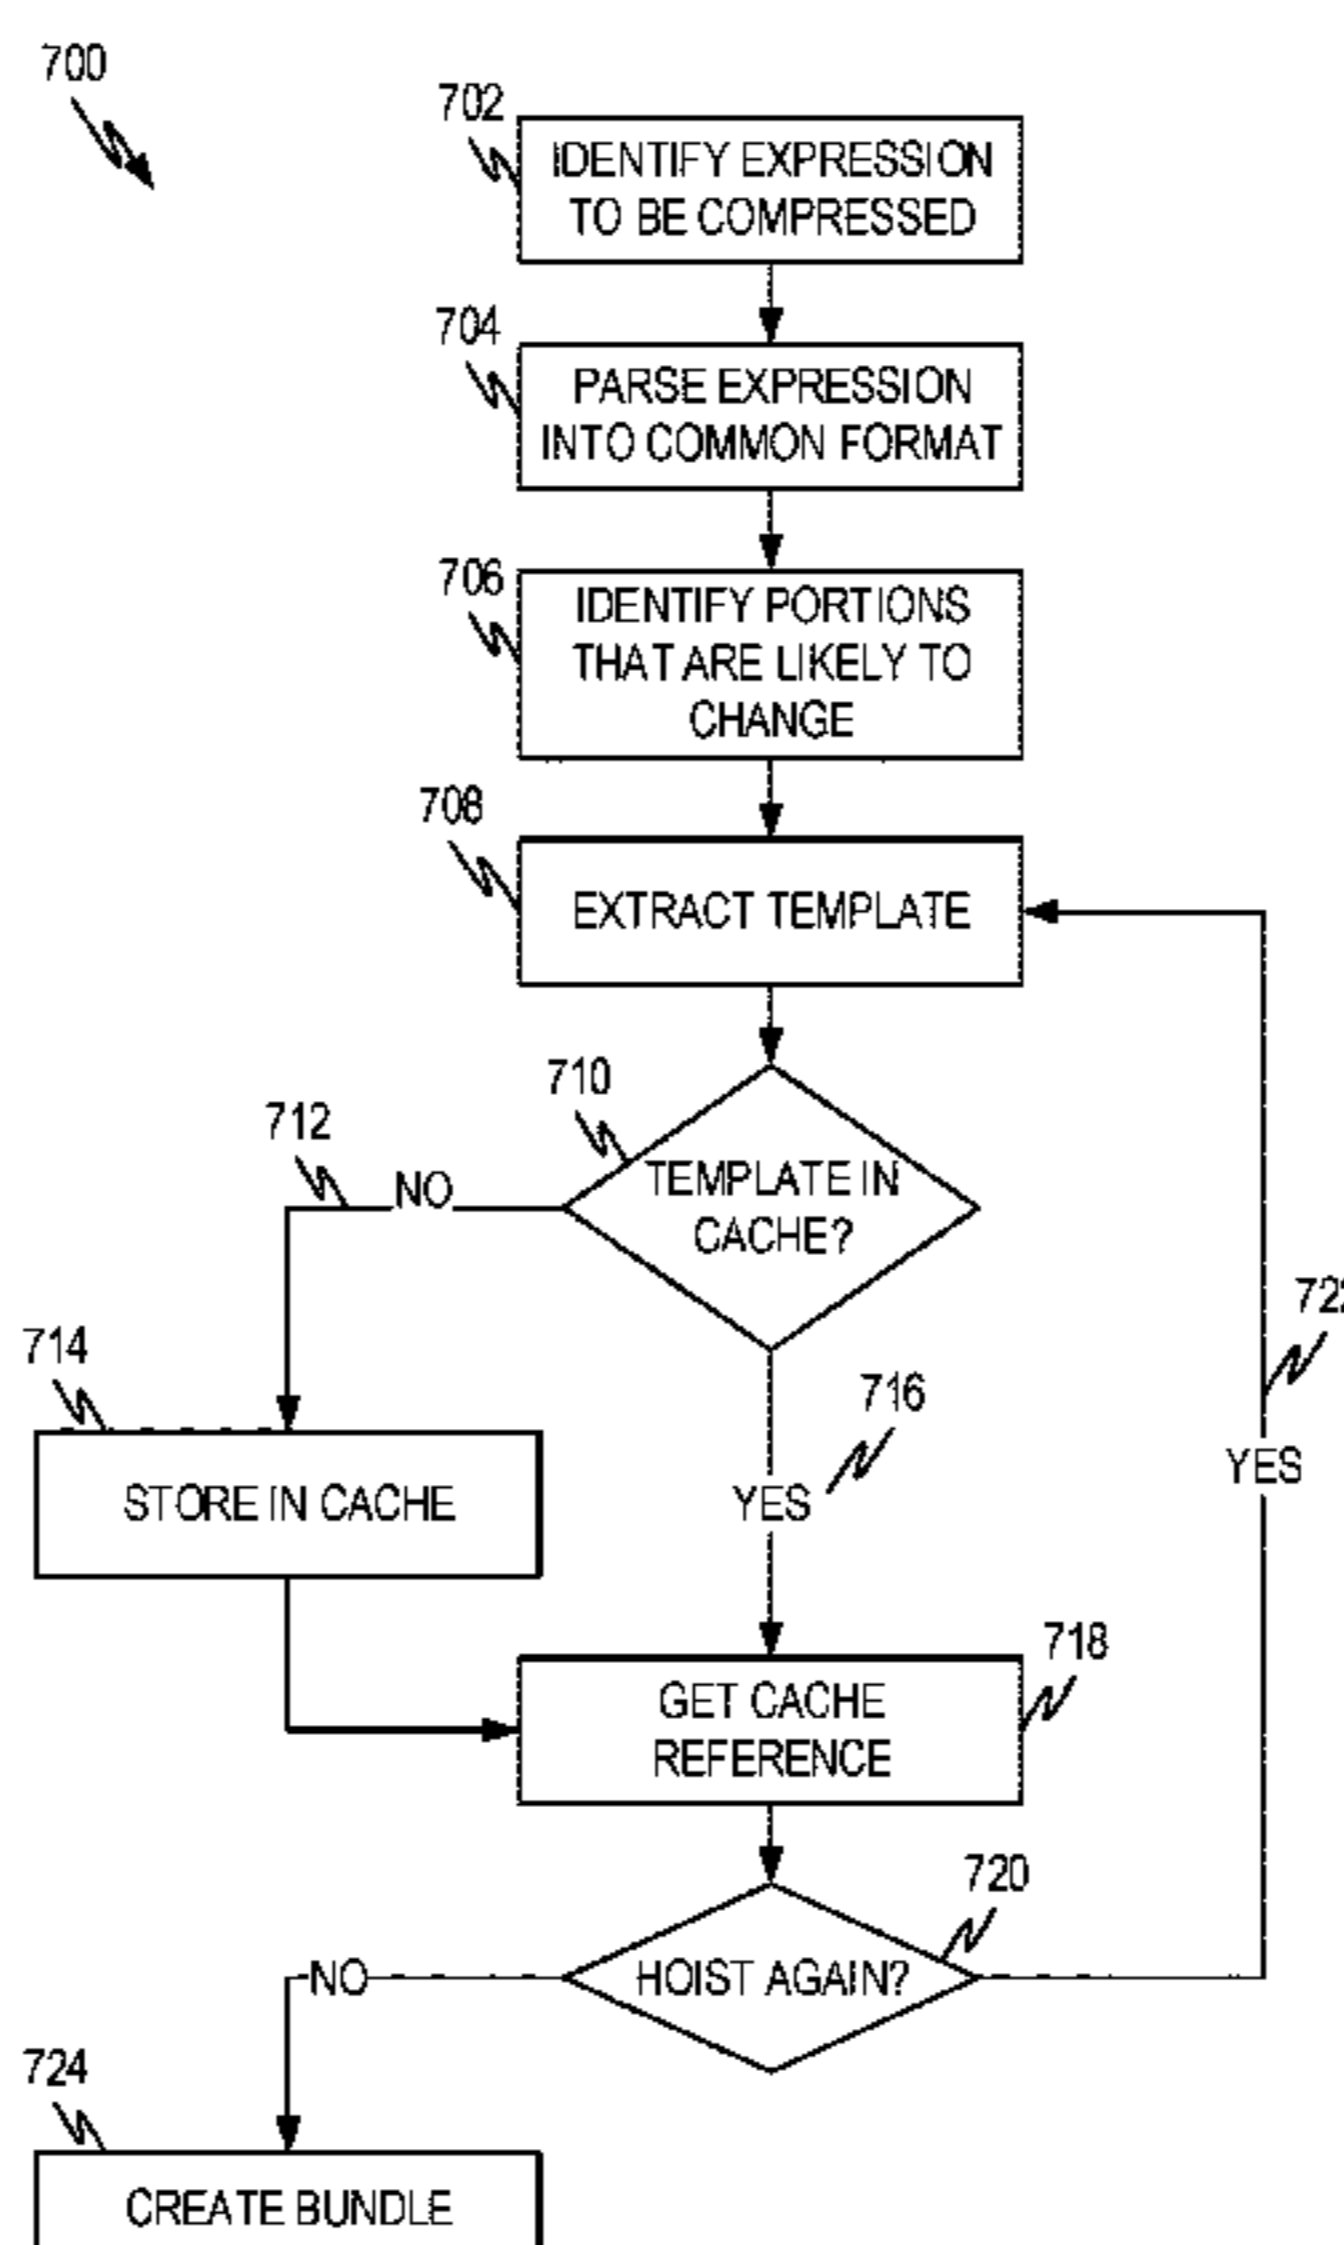 700
702
IDENTIFY EXPRESSION
TO BE COMPRESSED
704
PARSE EXPRESSION
INTO COMMON FORMAT
706
IDENTIFY PORTIONS
THAT ARE LIKELY TO
CHANGE
708
EXTRACT TEMPLATE
710
712
NO
TEMPLATE IN
CACHE?
714
716
STORE IN CACHE
YES
YES
718
GET CACHE
REFERENCE
720
NO
HOIST AGAIN?
724
CREATE BUNDLE